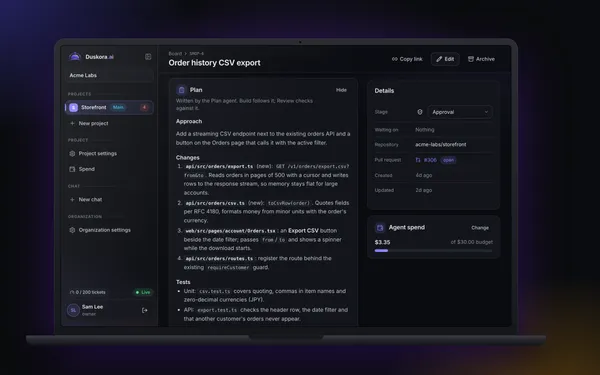 Duskora.ai
Acme Labs
PROJECTS
Storefront
Main
4
New project
PROJECT
Project settings
Spend
CHAT
New chat
ORGANIZATION
Organization settings
/ 200 tickets
Live
SL
Sam Lee
owner
Board > SHOP-4
Order history CSV export
Copy link
Edit
Archive
Plan
Hide
Written by the Plan agent. Build follows it; Review checks
against it.
Approach
Add a streaming CSV endpoint next to the existing orders API and a
button on the Orders page that calls it with the active filter.
Changes
1. api/src/orders/export.ts (new): GET /v1/orders/export.csv?
from&to. Reads orders in pages of 500 with a cursor and writes
rows to the response stream, so memory stays flat for large
accounts.
2. api/src/orders/csv.ts (new): toCsvRow(order). Quotes fields
per RFC 4180, formats money from minor units with the order's
currency.
3. web/src/pages/account/Orders.tsx: an Export CSV button
beside the date filter; passes from/to and shows a spinner
while the download starts.
4. api/src/orders/routes.ts: register the route behind the
existing requireCustomer guard.
Tests
• Unit: csv.test.ts covers quoting, commas in item names and
zero-decimal currencies (JPY).
• API: export.test.ts checks the header row, the date filter and
that another customer's orders never appear.
Details
Stage
Approval
Waiting on
Nothing
Repository
acme-labs/storefront
Pull request
#306
open
Created
4d ago
Updated
2d ago
Agent spend
Change
$3.35
of $30.00 budget